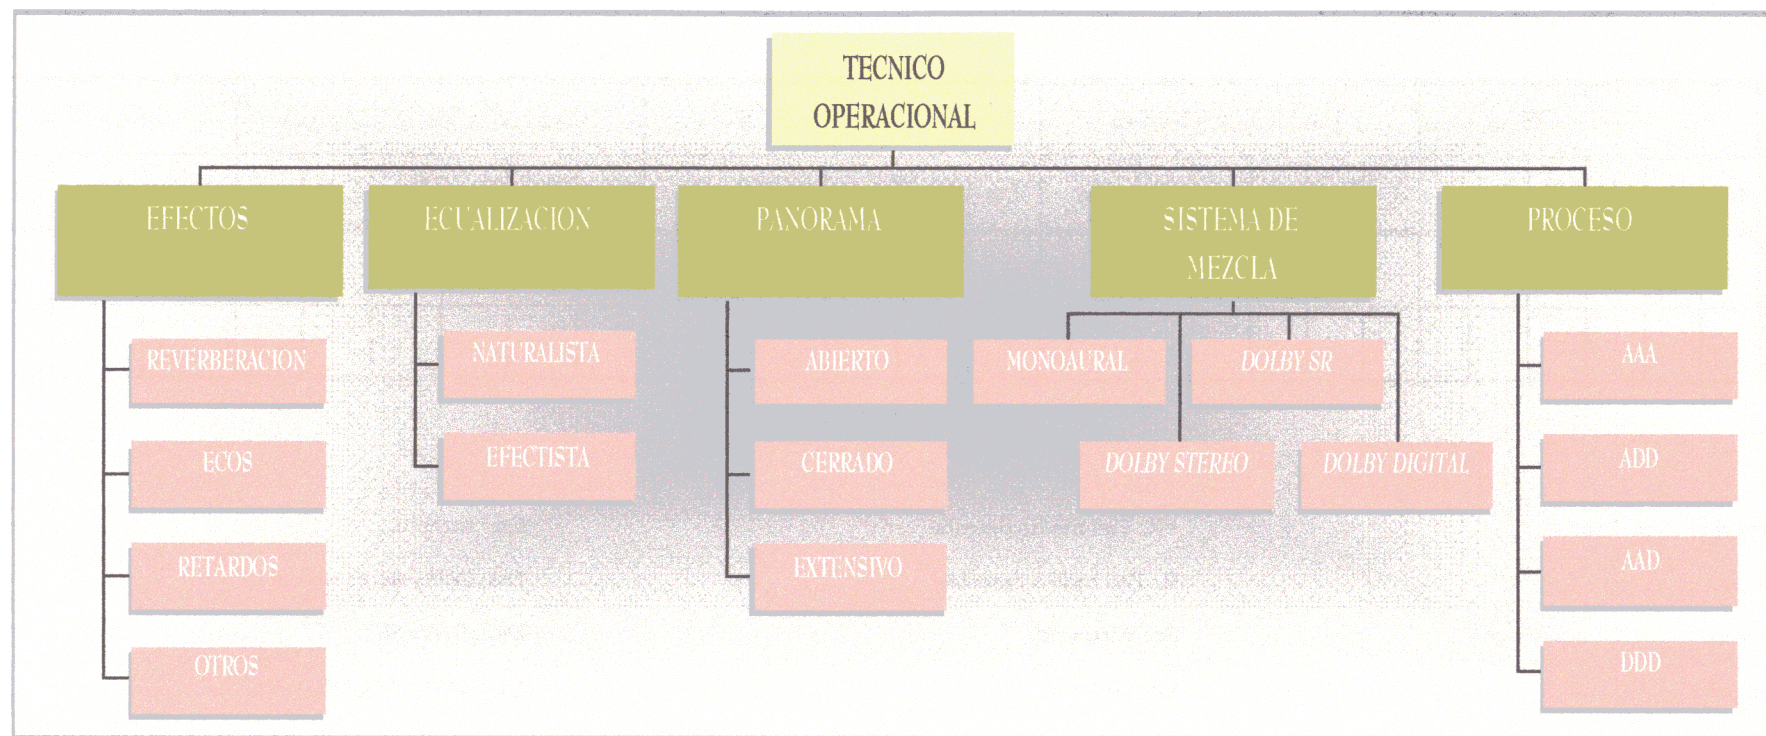 TECNICO
OPERACIONAL
EFECTOS
ECUALIZACION
PANORAMA
SISTEMA DE
MEZCLA
PROCESO
REVERBERACION
ECOS
RETARDOS
OTROS
NATURALISTA
EFECTISTA
ABIERTO
CERRADO
EXTENSIVO
MONOAURAL
DOLBY SR
DOLBY STEREO
DOLBY DIGITAL
AAA
ADD
AAD
DDD